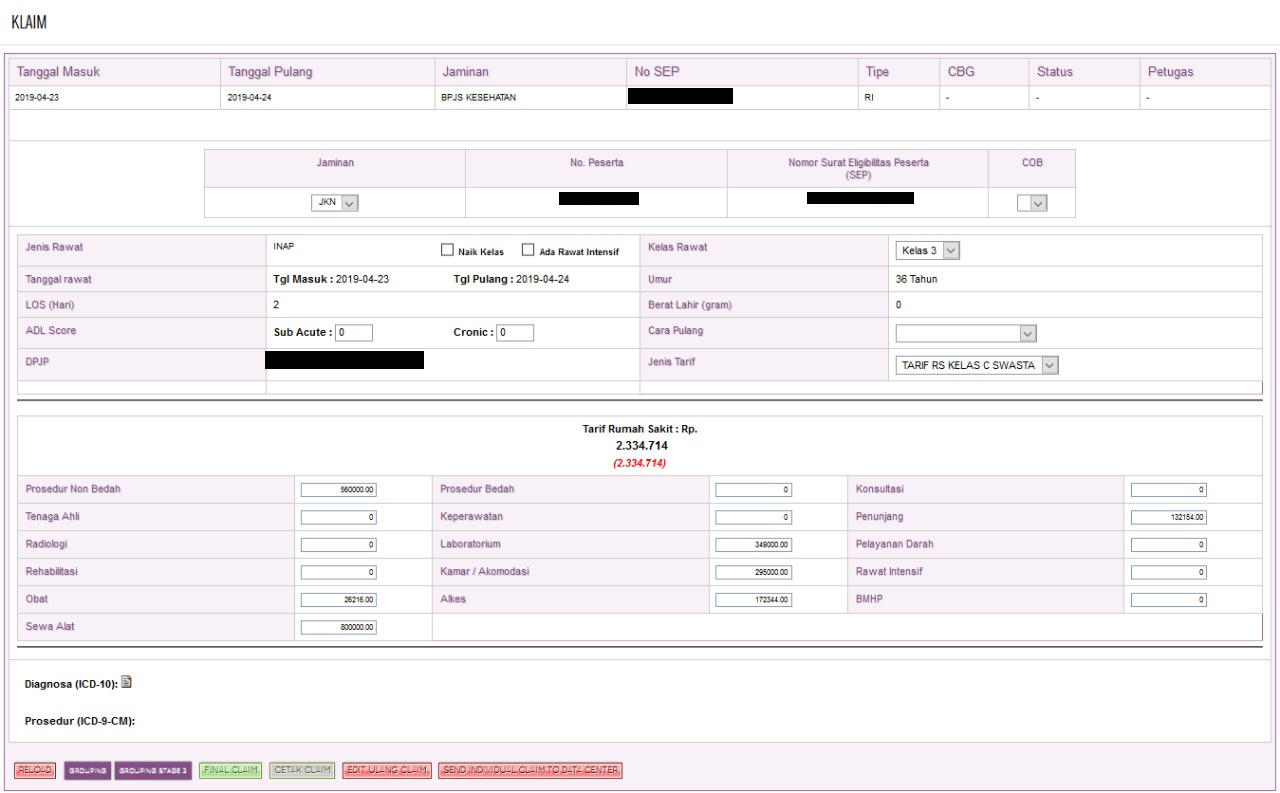 KLAIM
Tanggal Masuk Tanggal Pulang Jaminan No SEP Tipe CBG Status Petugas
2019-04-23 2019-04-24 BPJS KESEHATAN RI - - -
Jaminan No. Peserta Nomor Surat Eligibilitas Peserta COB
(SEP)
JKN
Jenis Rawat INAP Naik Kelas Ada Rawat Intensif Kelas Rawat Kelas 3
Tanggal rawat Tgl Masuk : 2019-04-23 Tgl Pulang : 2019-04-24 Umur 36 Tahun
LOS (Hari) 2 Berat Lahir (gram) 0
ADL Score Sub Acute : 0 Cronic : 0 Cara Pulang
DPJP Jenis Tarif TARIF RS KELAS C SWASTA
Tarif Rumah Sakit : Rp.
2.334.714
(2.334.714)
Prosedur Non Bedah 560000.00 Prosedur Bedah 0 Konsultasi 0
Tenaga Ahli 0 Keperawatan 0 Penunjang 132154.00
Radiologi 0 Laboratorium 349000.00 Pelayanan Darah 0
Rehabilitasi 0 Kamar / Akomodasi 295000.00 Rawat Intensif 0
Obat 26216.00 Alkes 172344.00 BMHP 0
Sewa Alat 800000.00
Diagnosa (ICD-10):
Prosedur (ICD-9-CM):
RELOAD GROUPING GROUPING STAGE 2 FINAL CLAIM CETAK CLAIM EDIT ULANG CLAIM SEND INDIVIDUAL CLAIM TO DATA CENTER